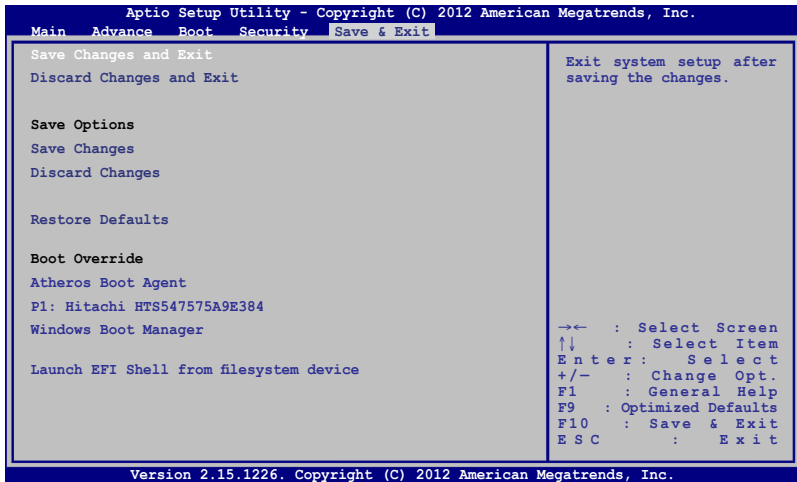 Aptio Setup Utility - Copyright (C) 2012 American Megatrends, Inc.
Main Advance Boot Security Save & Exit
Save Changes and Exit
Discard Changes and Exit
Save Options
Save Changes
Discard Changes
Restore Defaults
Boot Override
Atheros Boot Agent
P1: Hitachi HTS547575A9E384
Windows Boot Manager
Launch EFI Shell from filesystem device
Exit system setup after
saving the changes.
→← : Select Screen
↑↓ : Select Item
Enter: Select
+/— : Change Opt.
F1 : General Help
F9 : Optimized Defaults
F10 : Save & Exit
ESC : Exit
Version 2.15.1226. Copyright (C) 2012 American Megatrends, Inc.